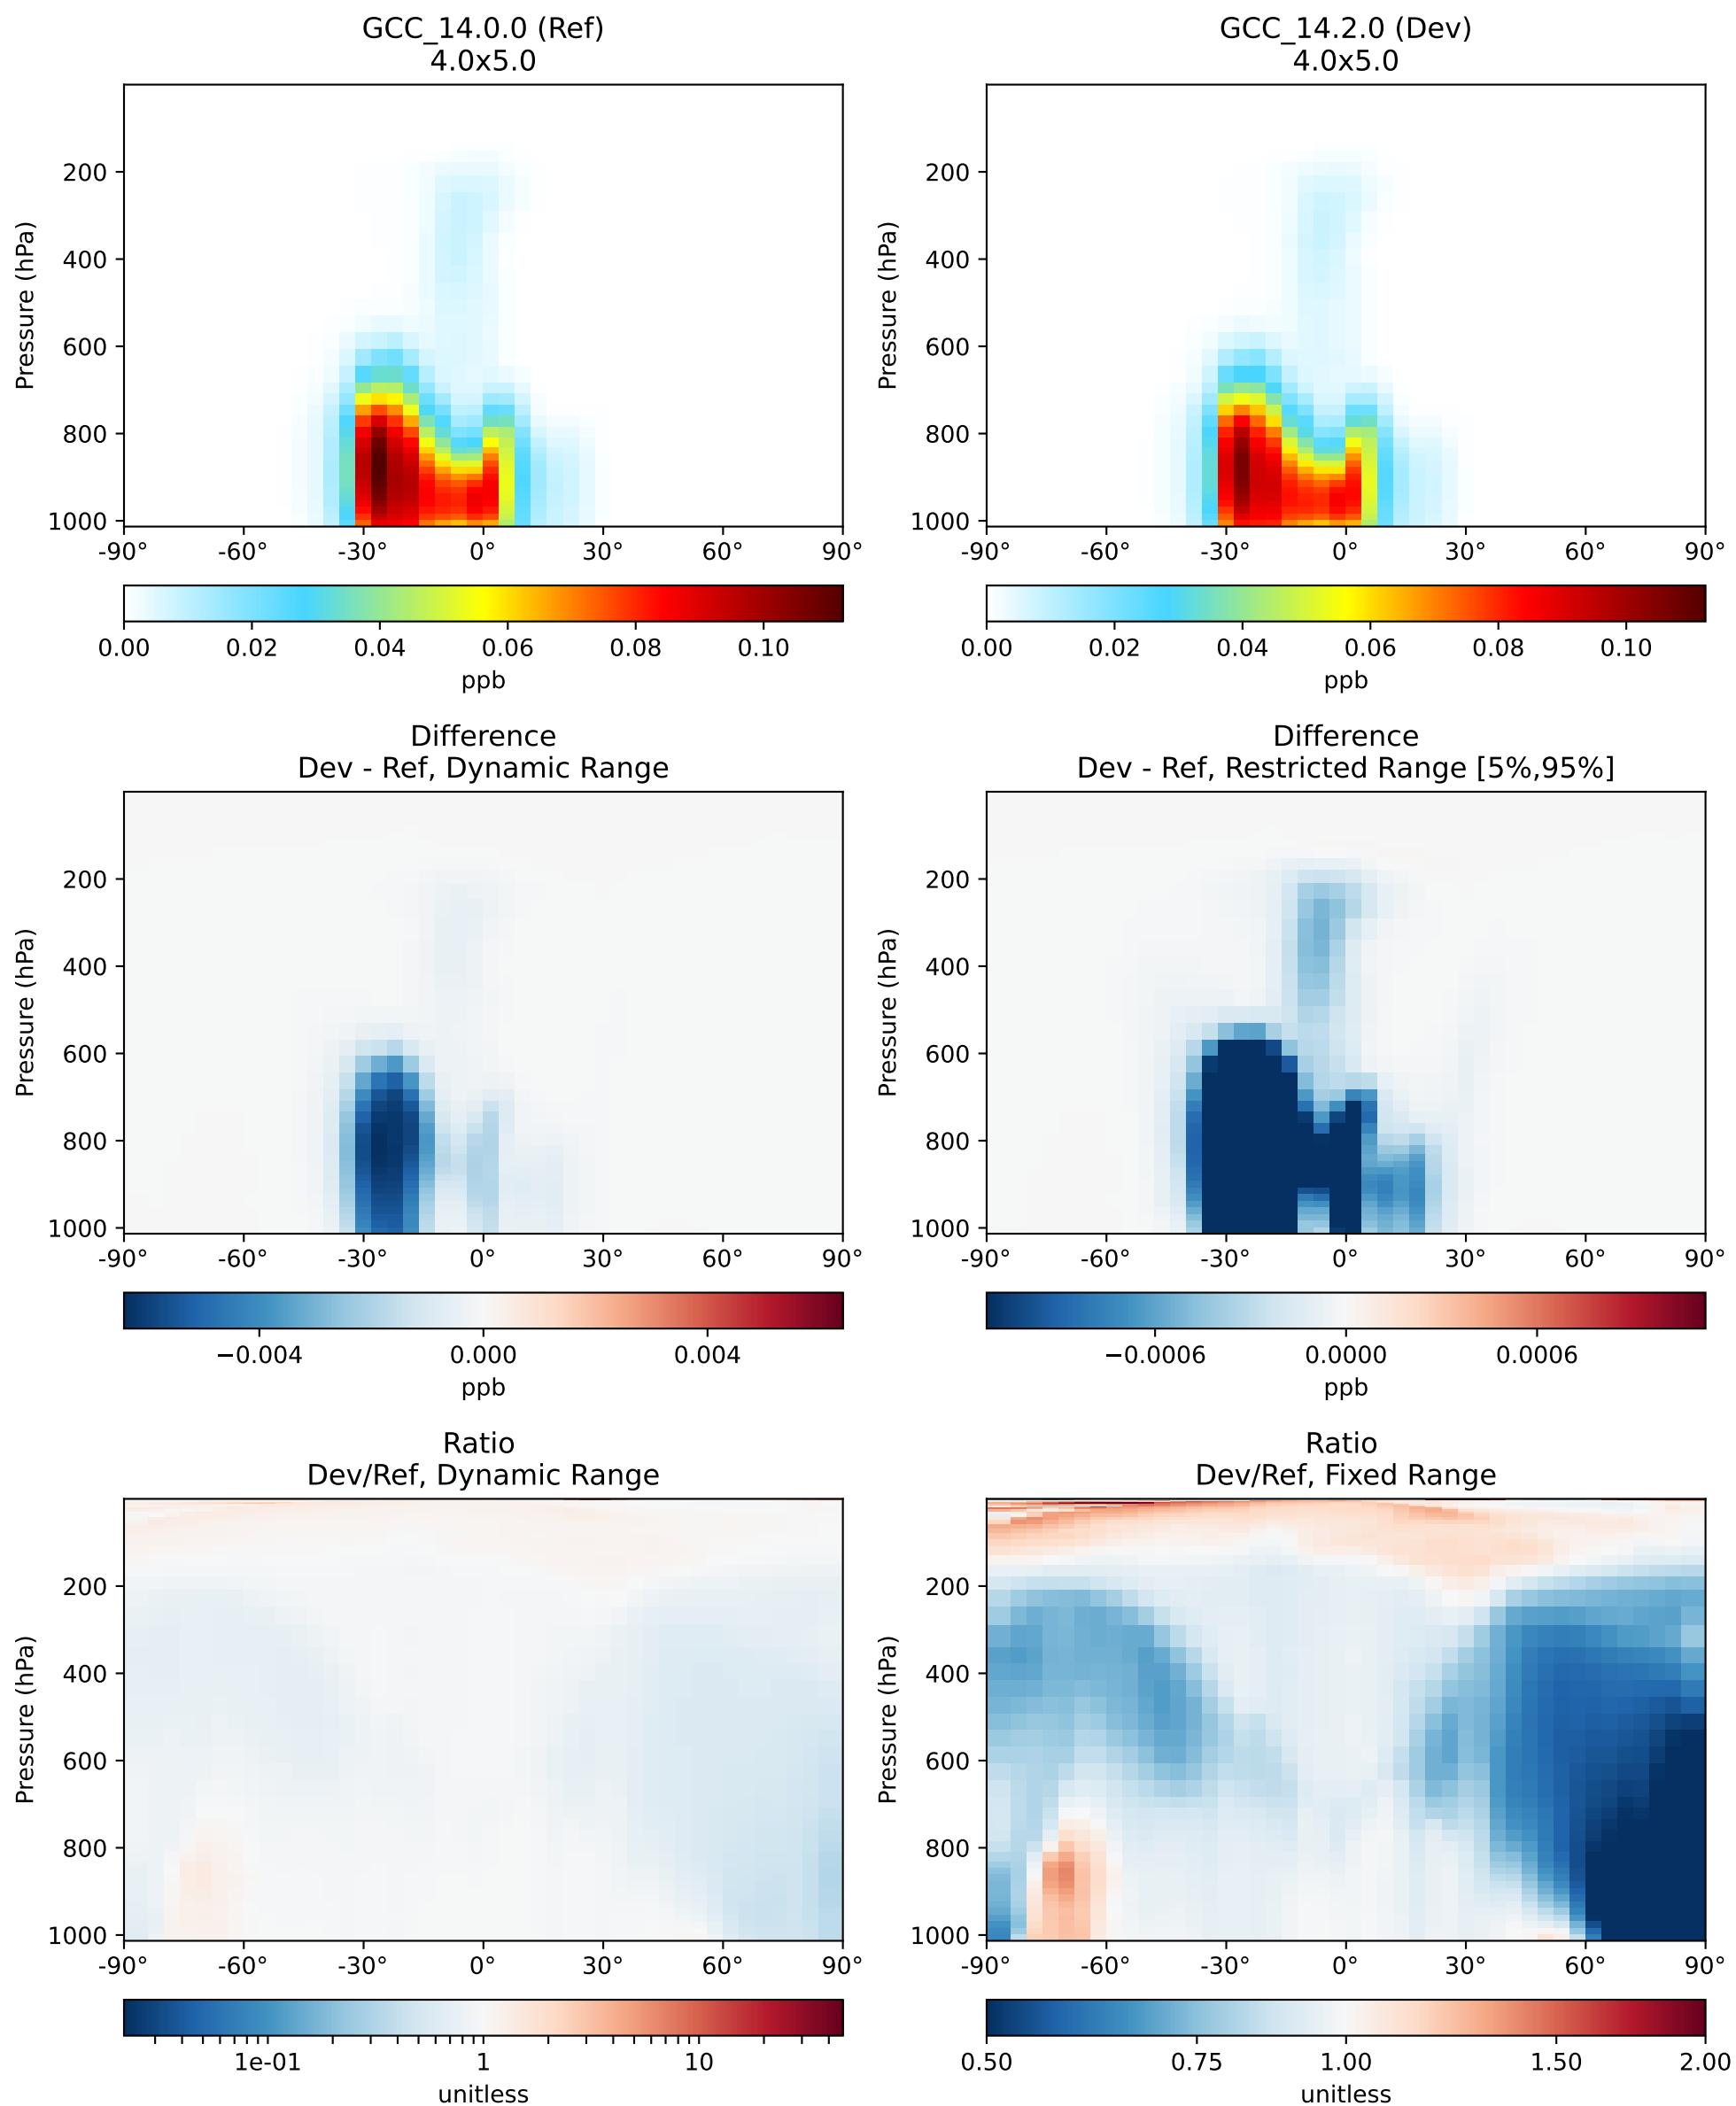 GCC_14.0.0 (Ref)
4.0x5.0
GCC_14.2.0 (Dev)
4.0x5.0
Pressure (hPa)
200
400
600
800
1000
-90° -60° -30° 0° 30° 60° 90°
0.00 0.02 0.04 0.06 0.08 0.10
ppb
Pressure (hPa)
200
400
600
800
1000
-90° -60° -30° 0° 30° 60° 90°
0.00 0.02 0.04 0.06 0.08 0.10
ppb
Difference
Dev - Ref, Dynamic Range
Difference
Dev - Ref, Restricted Range [5%,95%]
Pressure (hPa)
200
400
600
800
1000
-90° -60° -30° 0° 30° 60° 90°
−0.004 0.000 0.004
ppb
Pressure (hPa)
200
400
600
800
1000
-90° -60° -30° 0° 30° 60° 90°
−0.0006 0.0000 0.0006
ppb
Ratio
Dev/Ref, Dynamic Range
Ratio
Dev/Ref, Fixed Range
Pressure (hPa)
200
400
600
800
1000
-90° -60° -30° 0° 30° 60° 90°
1e-01 1 10
unitless
Pressure (hPa)
200
400
600
800
1000
-90° -60° -30° 0° 30° 60° 90°
0.50 0.75 1.00 1.50 2.00
unitless